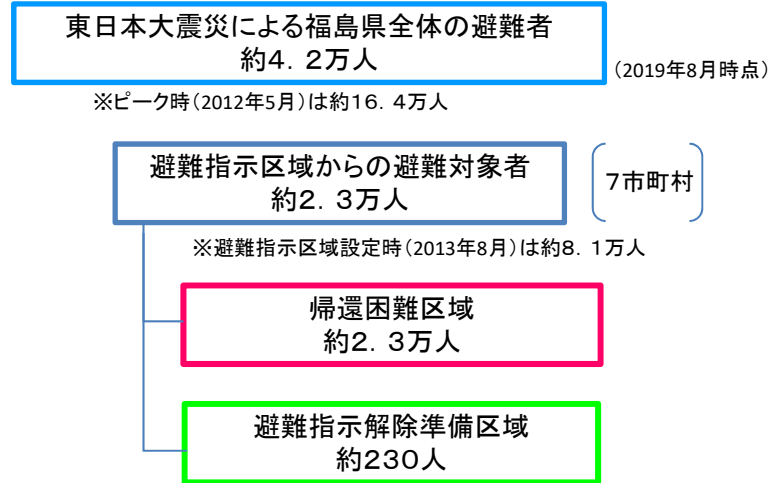 東日本大震災による福島県全体の避難者
約4．2万人
(2019年8月時点)
※ピーク時(2012年5月)は約16．4万人
避難指示区域からの避難対象者
約2．3万人
7市町村
※避難指示区域設定時(2013年8月)は約8．1万人
帰還困難区域
約2．3万人
避難指示解除準備区域
約230人